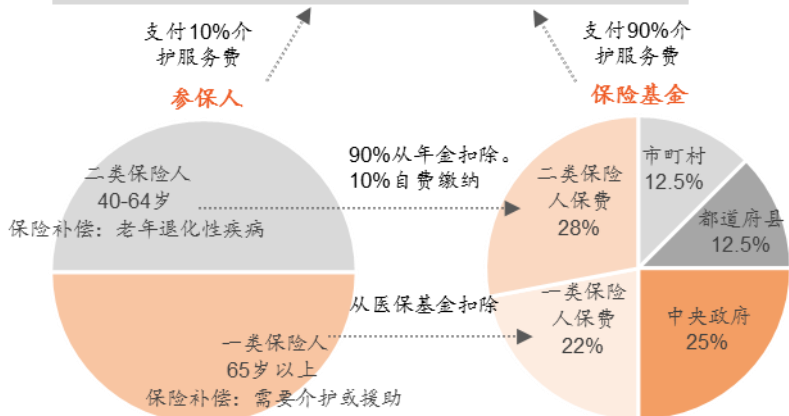 支付10%介
护服务费
支付90%介
护服务费
参保人
保险基金
二类保险人
40-64岁
保险补偿：老年退化性疾病
90%从年金扣除。
10%自费缴纳
二类保险
人保费
28%
市町村
12.5%
都道府县
12.5%
一类保险人
65岁以上
保险补偿：需要介护或援助
从医保基金扣除
一类保险
人保费
22%
中央政府
25%